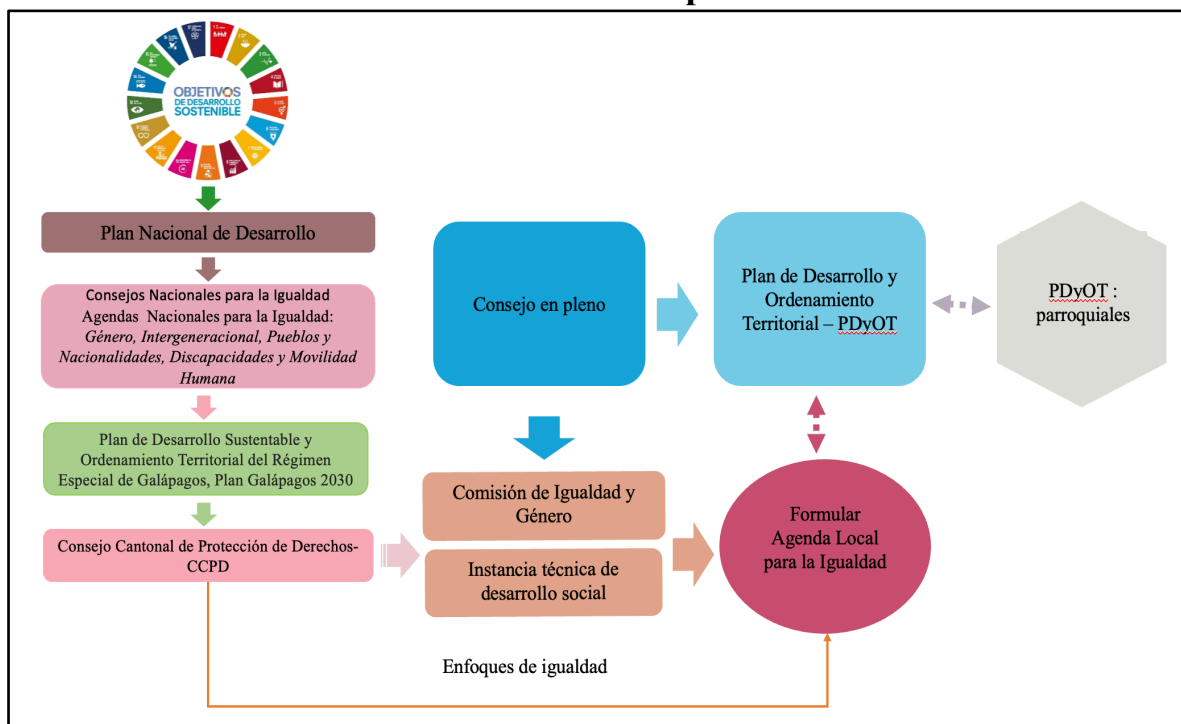 OBJETIVOS
DE DESARROLLO
SOSTENIBLE
Plan Nacional de Desarrollo
Consejos Nacionales para la Igualdad
Agendas Nacionales para la Igualdad:
Género, Intergeneracional, Pueblos y
Nacionalidades, Discapacidades y Movilidad
Humana
Plan de Desarrollo Sustentable y
Ordenamiento Territorial del Régimen
Especial de Galápagos, Plan Galápagos 2030
Consejo Cantonal de Protección de Derechos-
CCPD
Consejo en pleno
Comisión de Igualdad y
Género
Instancia técnica de
desarrollo social
Plan de Desarrollo y
Ordenamiento
Territorial – PDyOT
PDyOT :
parroquiales
Formular
Agenda Local
para la Igualdad
Enfoques de igualdad